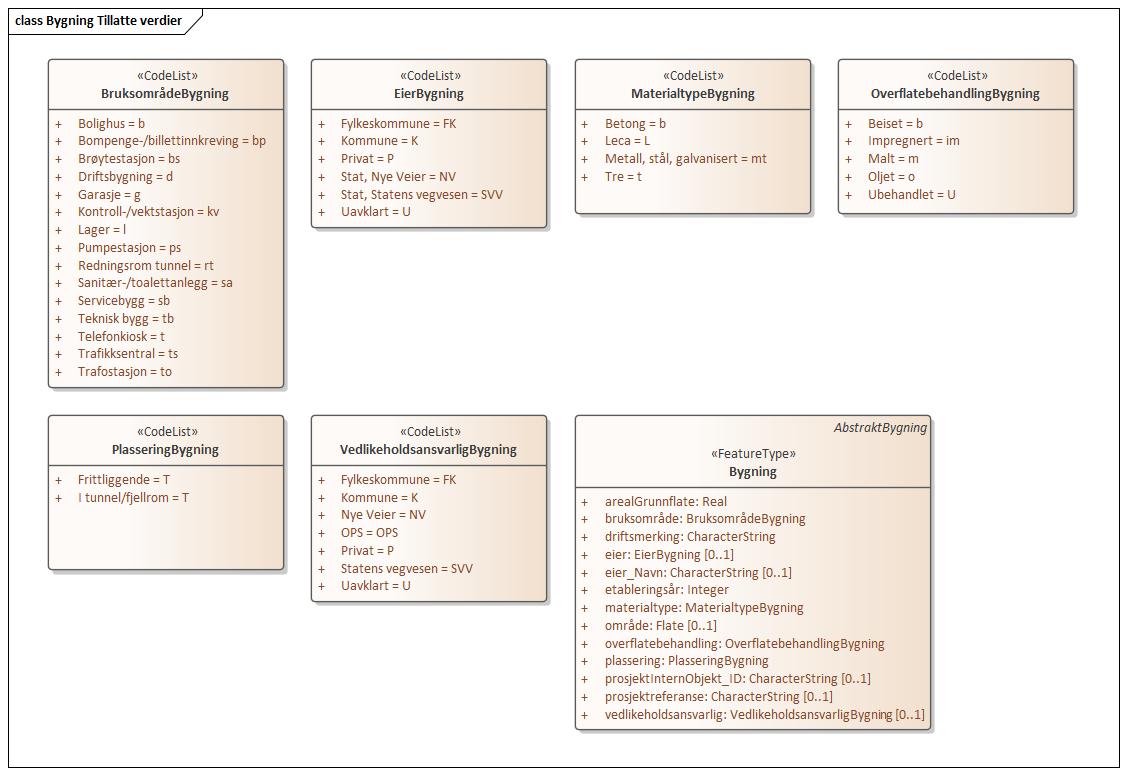 class Bygning Tillatte verdier
«CodeList»
BruksområdeBygning
+ Bolighus = b
+ Bompenge-/billettinnkreving = bp
+ Brøytestasjon = bs
+ Driftsbygning = d
+ Garasje = g
+ Kontroll-/vektstasjon = kv
+ Lager = l
+ Pumpestasjon = ps
+ Redningsrom tunnel = rt
+ Sanitær-/toalettanlegg = sa
+ Servicebygg = sb
+ Teknisk bygg = tb
+ Telefonkiosk = t
+ Trafikksentral = ts
+ Trafostasjon = to
«CodeList»
EierBygning
+ Fylkeskommune = FK
+ Kommune = K
+ Privat = P
+ Stat, Nye Veier = NV
+ Stat, Statens vegvesen = SVV
+ Uavklart = U
«CodeList»
MaterialtypeBygning
+ Betong = b
+ Leca = L
+ Metall, stål, galvanisert = mt
+ Tre = t
«CodeList»
OverflatebehandlingBygning
+ Beiset = b
+ Impregnert = im
+ Malt = m
+ Oljet = o
+ Ubehandlet = U
«CodeList»
PlasseringBygning
+ Frittliggende = T
+ I tunnel/fjellrom = T
«CodeList»
VedlikeholdsansvarligBygning
+ Fylkeskommune = FK
+ Kommune = K
+ Nye Veier = NV
+ OPS = OPS
+ Privat = P
+ Statens vegvesen = SVV
+ Uavklart = U
AbstraktBygning
«FeatureType»
Bygning
+ arealGrunnflate: Real
+ bruksområde: BruksområdeBygning
+ driftsmerking: CharacterString
+ eier: EierBygning [0..1]
+ eier_Navn: CharacterString [0..1]
+ etableringsår: Integer
+ materialtype: MaterialtypeBygning
+ område: Flate [0..1]
+ overflatebehandling: OverflatebehandlingBygning
+ plassering: PlasseringBygning
+ prosjektInternObjekt_ID: CharacterString [0..1]
+ prosjektreferanse: CharacterString [0..1]
+ vedlikeholdsansvarlig: VedlikeholdsansvarligBygning [0..1]